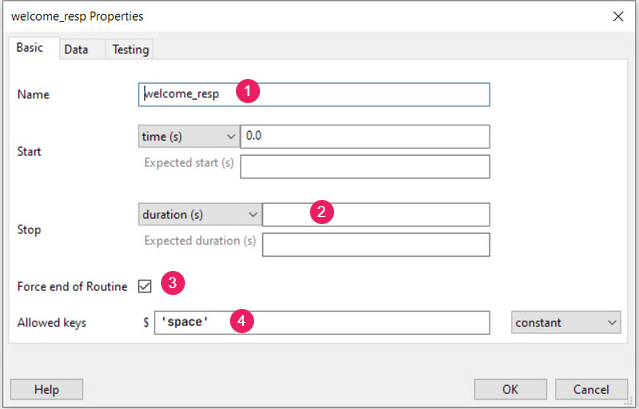 welcome_resp Properties
Basic Data Testing
Name welcome_resp 1
Start time (s) 0.0
Expected start (s)
Stop duration (s) 2
Expected duration (s)
Force end of Routine 3
Allowed keys $ 'space' 4 constant
Help OK Cancel